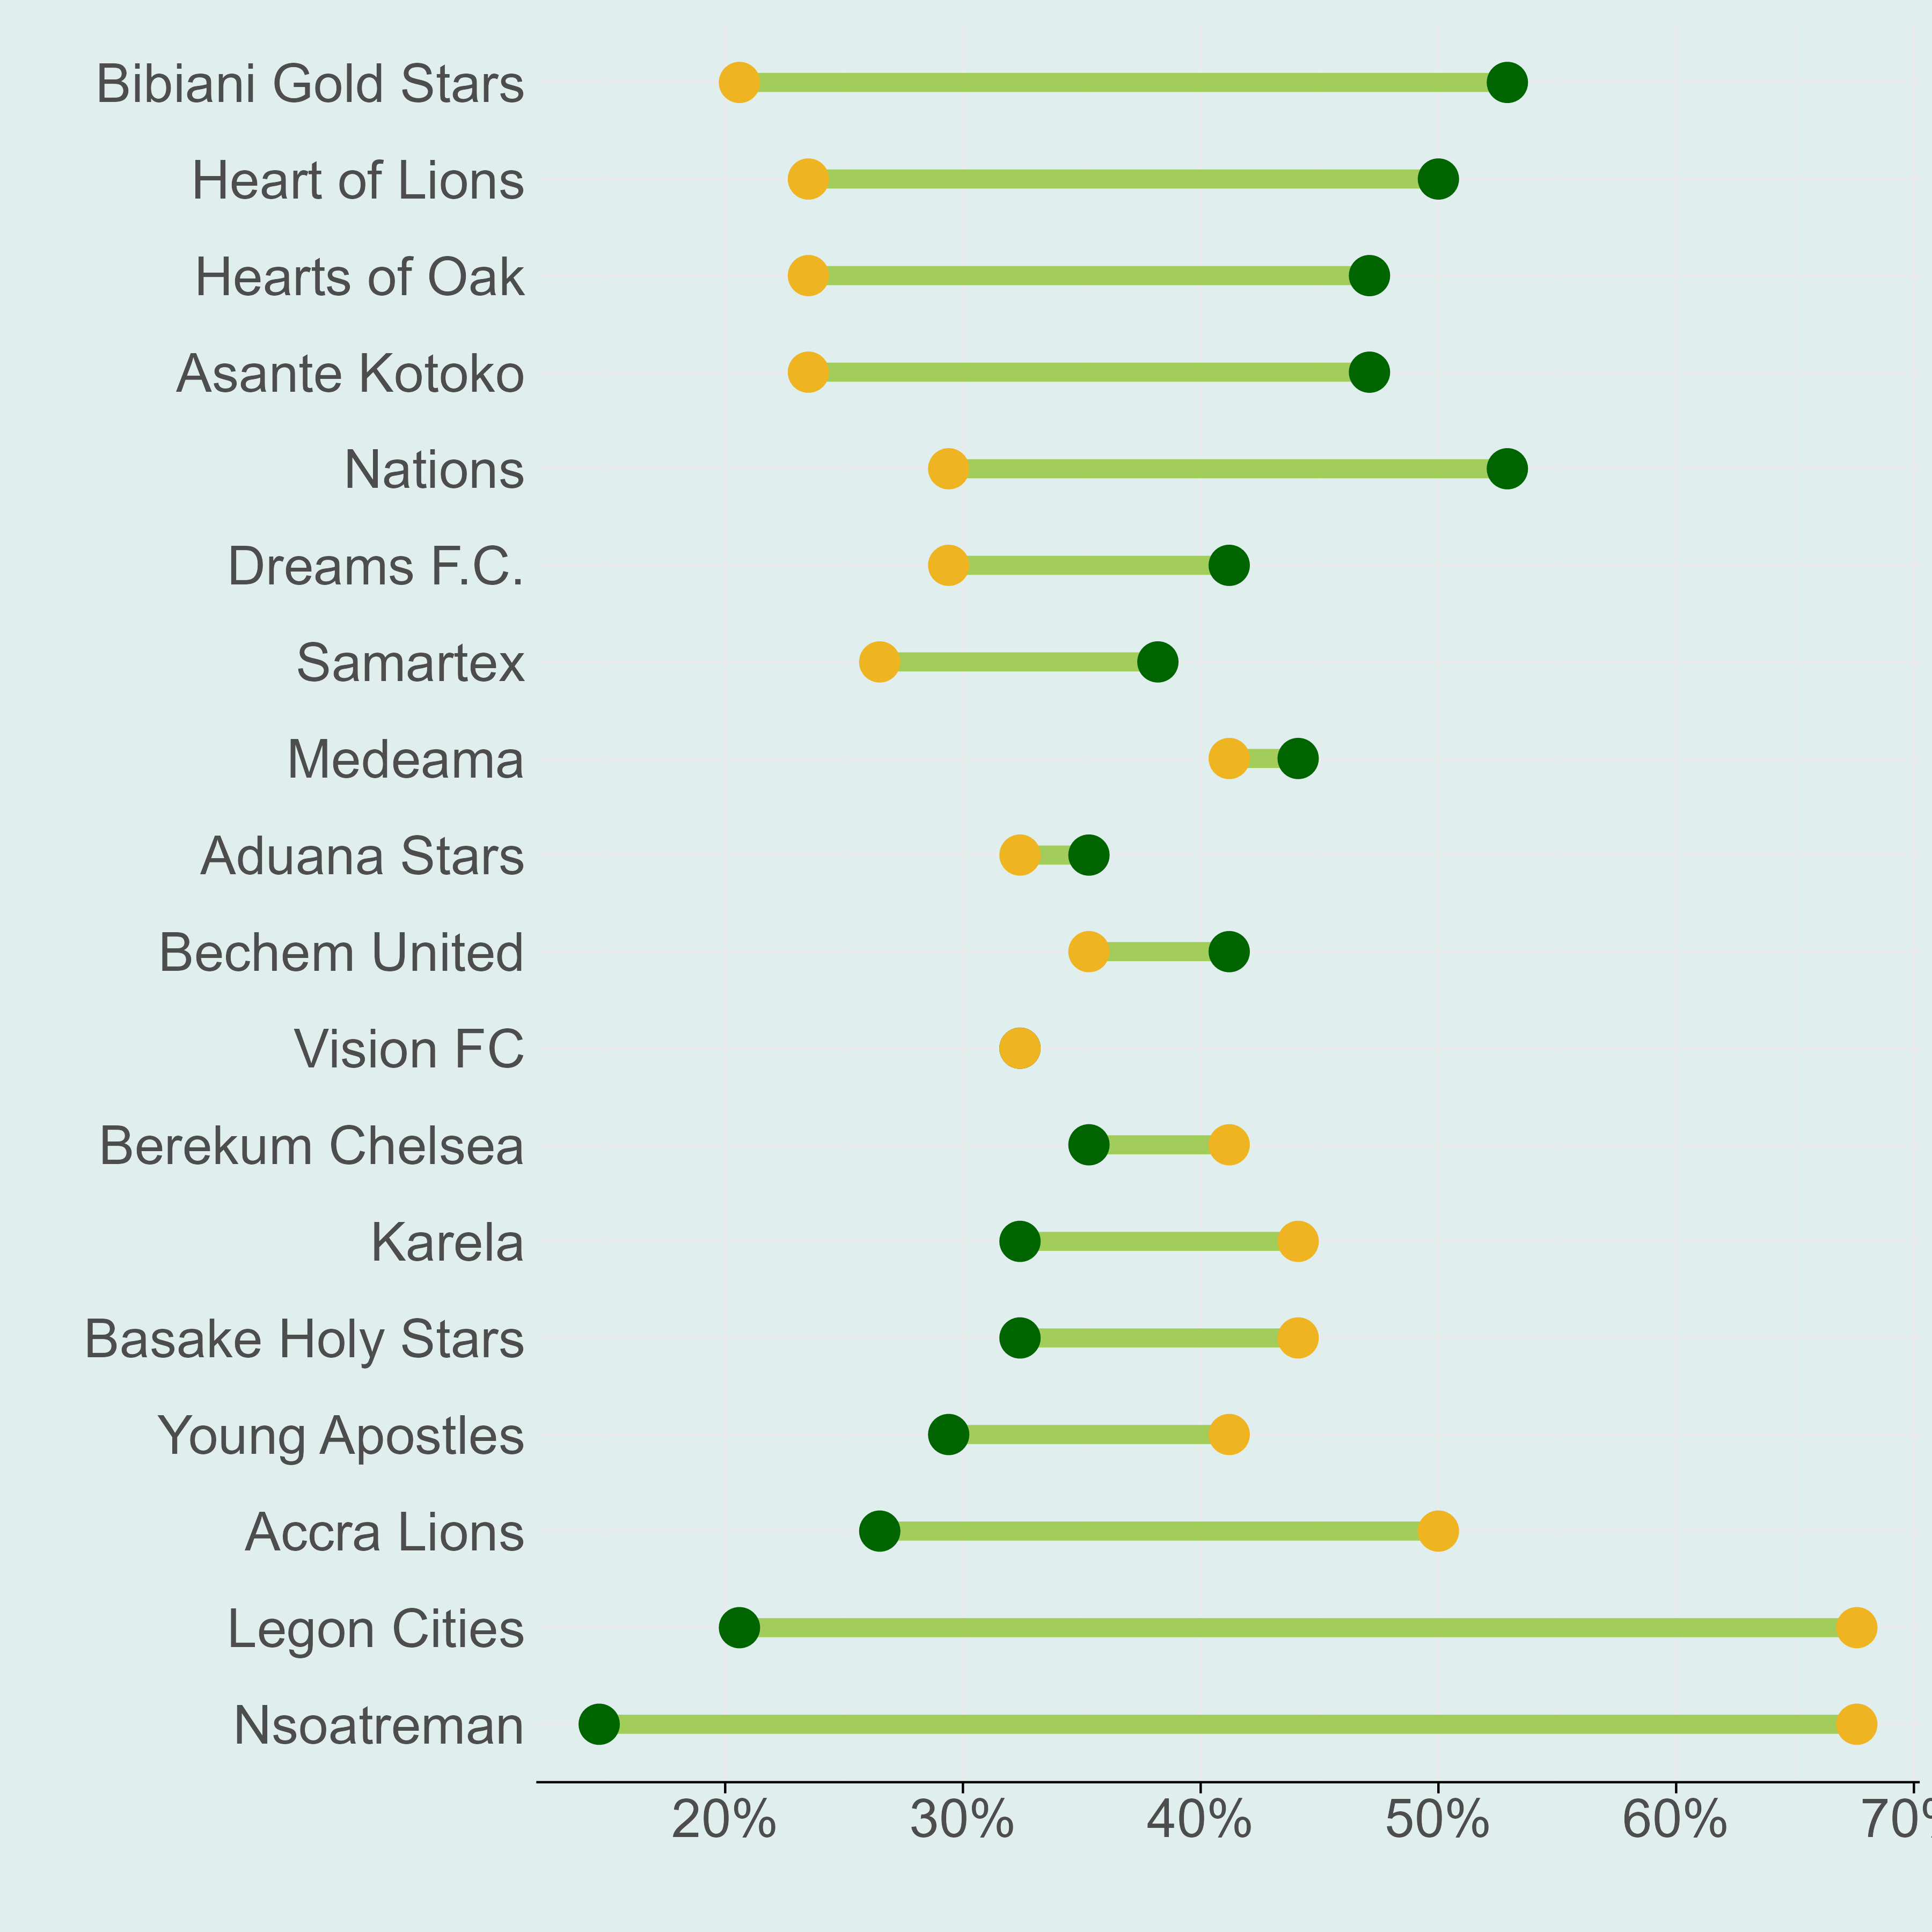 Bibiani Gold Stars
Heart of Lions
Hearts of Oak
Asante Kotoko
Nations
Dreams F.C.
Samartex
Medeama
Aduana Stars
Bechem United
Vision FC
Berekum Chelsea
Karela
Basake Holy Stars
Young Apostles
Accra Lions
Legon Cities
Nsoatreman
20% 30% 40% 50% 60% 70%